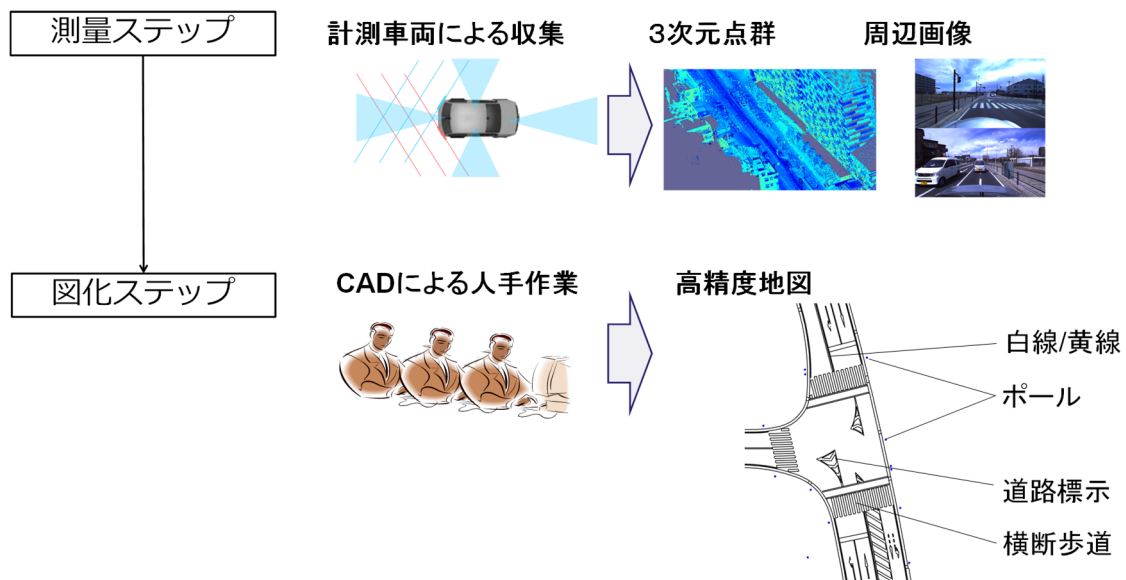 測量ステップ
計測車両による収集
3次元点群
周辺画像
図化ステップ
CADによる人手作業
高精度地図
白線/黄線
ポール
道路標示
横断歩道